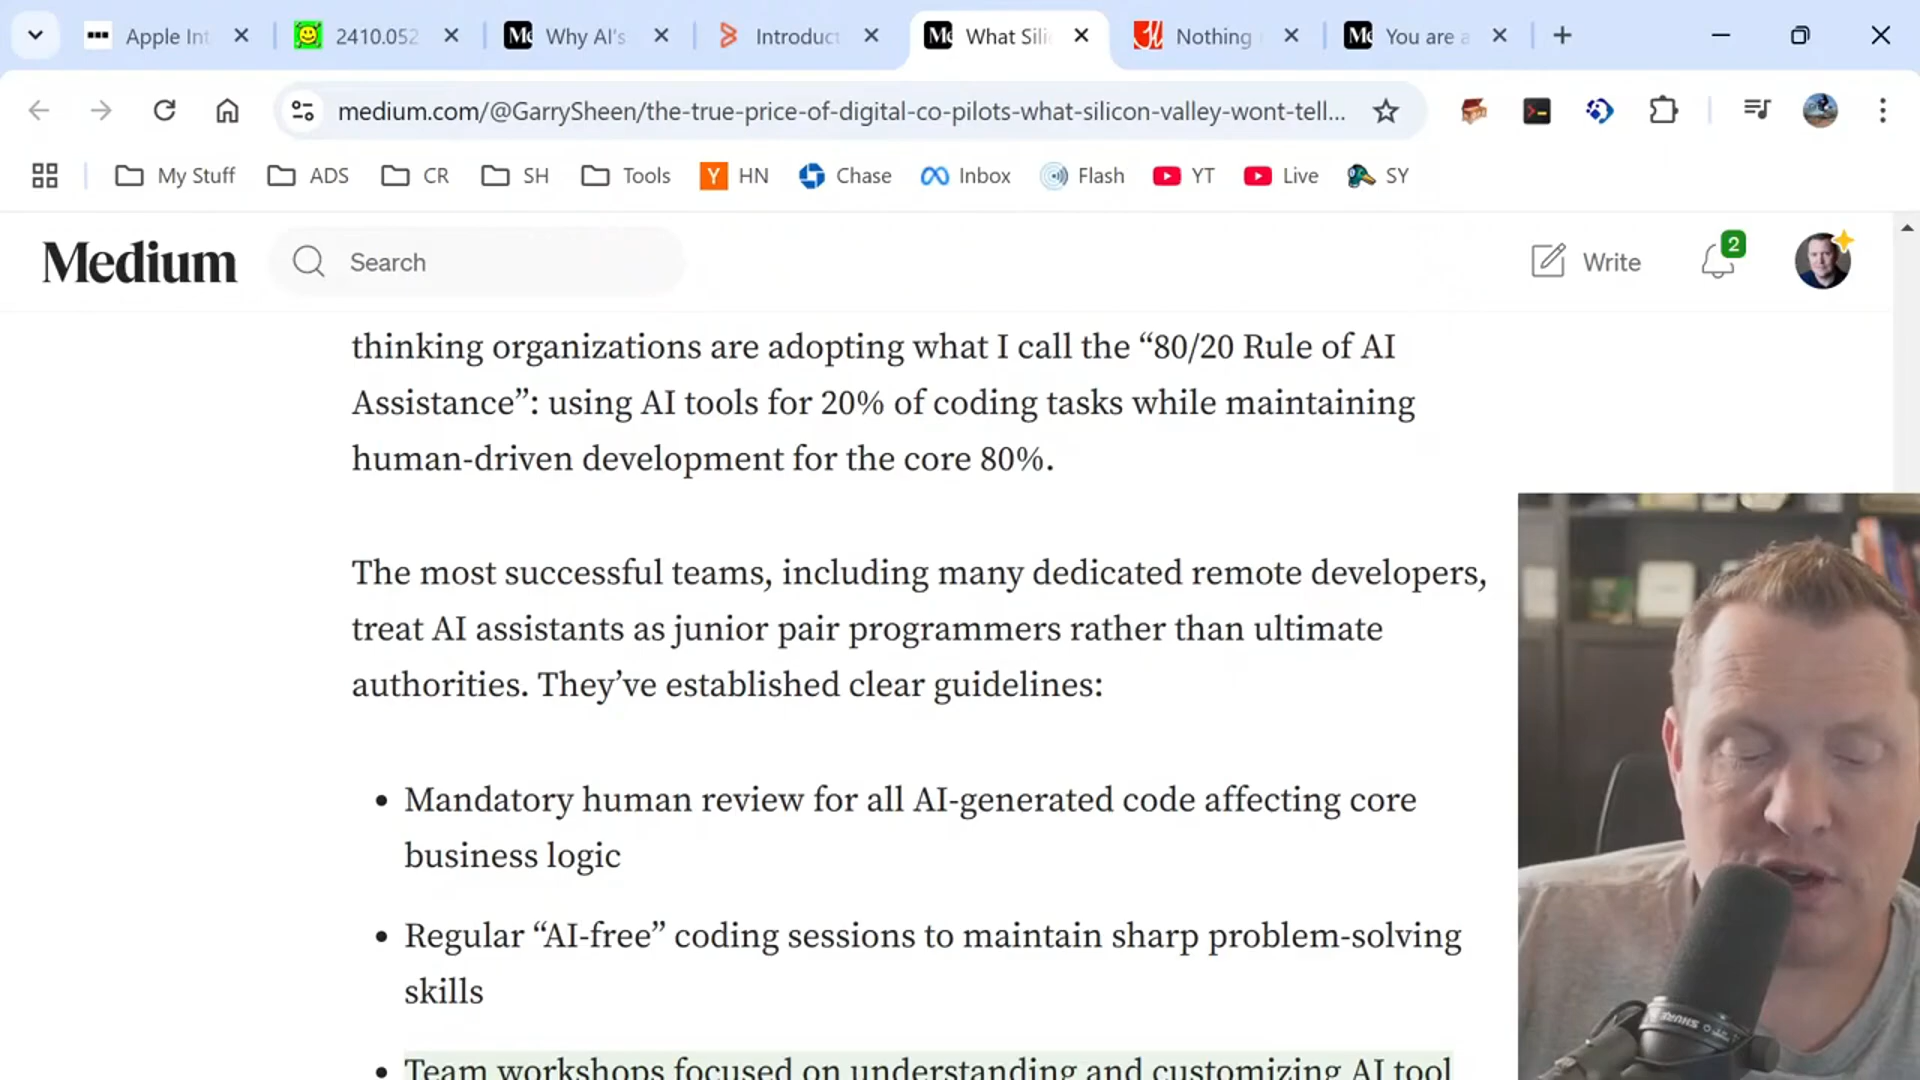 Apple Int
2410.052
Why AI's
Introduct
What Sili
Nothing
You are a
medium.com/@GarrySheen/the-true-price-of-digital-co-pilots-what-silicon-valley-wont-tell...
My Stuff
ADS
CR
SH
Tools
HN
Chase
Inbox
Flash
YT
Live
SY
Medium
Search
Write
2
thinking organizations are adopting what I call the “80/20 Rule of AI
Assistance”: using AI tools for 20% of coding tasks while maintaining
human-driven development for the core 80%.
The most successful teams, including many dedicated remote developers,
treat AI assistants as junior pair programmers rather than ultimate
authorities. They’ve established clear guidelines:
• Mandatory human review for all AI-generated code affecting core
business logic
• Regular “AI-free” coding sessions to maintain sharp problem-solving
skills
• Team workshops focused on understanding and customizing AI tool
SHURE